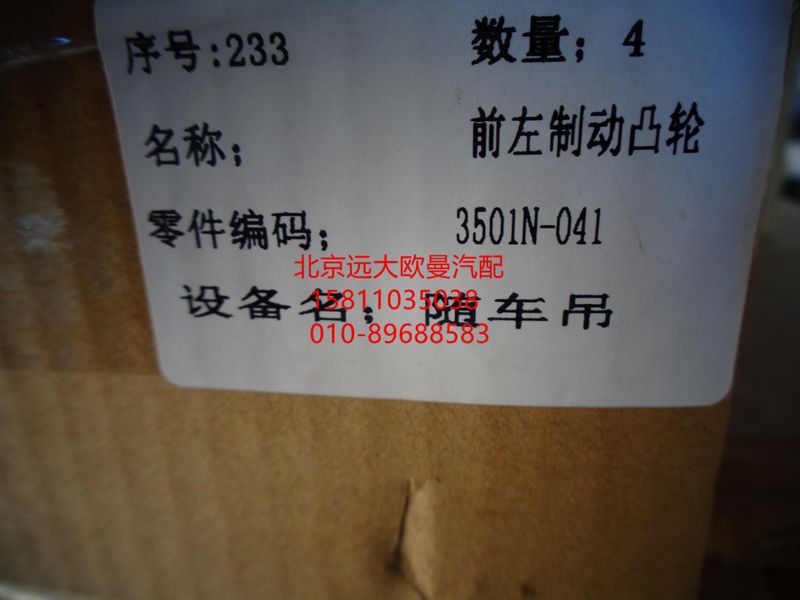 序号:233 数量; 4
名称; 前左制动凸轮
零件编码; 3501N-041
北京远大欧曼汽配
设备名; 随车吊
15811035038
010-89688583